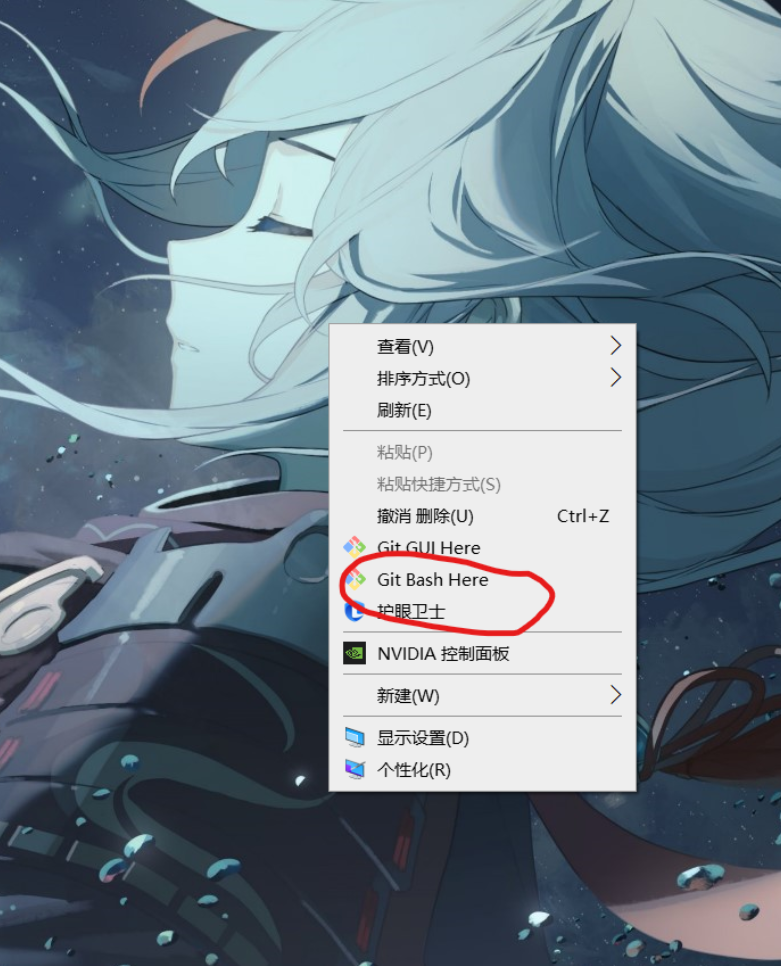 查看(V)
排序方式(O)
刷新(E)
粘贴(P)
粘贴快捷方式(S)
撤消 删除(U) Ctrl+Z
Git GUI Here
Git Bash Here
护眼卫士
NVIDIA 控制面板
新建(W)
显示设置(D)
个性化(R)